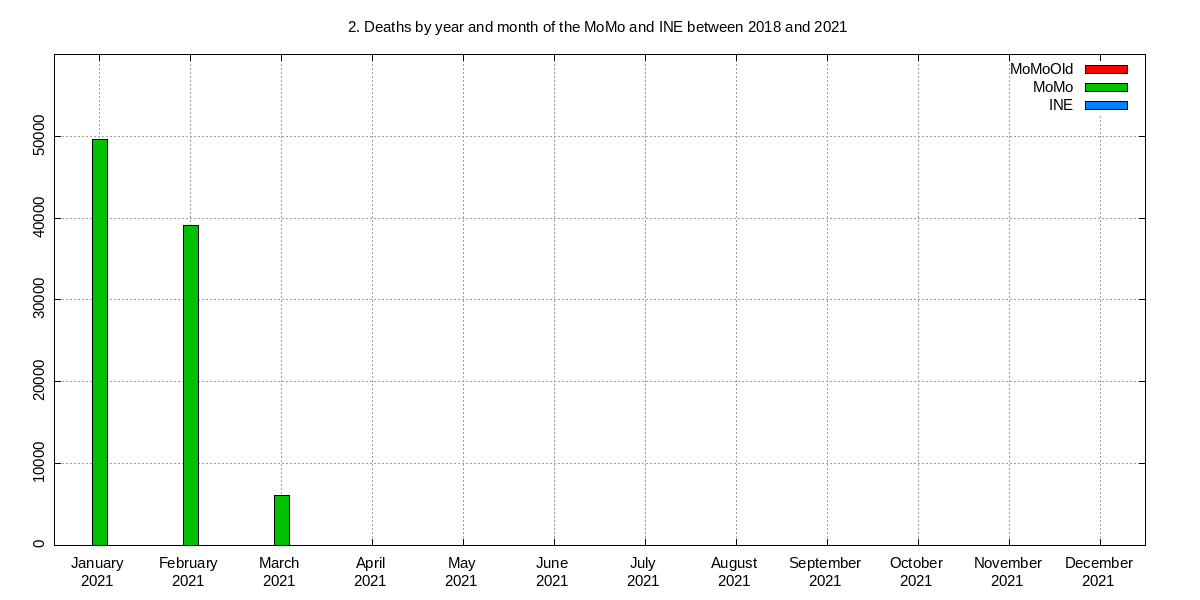 2. Deaths by year and month of the MoMo and INE between 2018 and 2021
MoMoOld
MoMo
INE
50000
40000
30000
20000
10000
0
January February March April May June July August September October November December
2021 2021 2021 2021 2021 2021 2021 2021 2021 2021 2021 2021